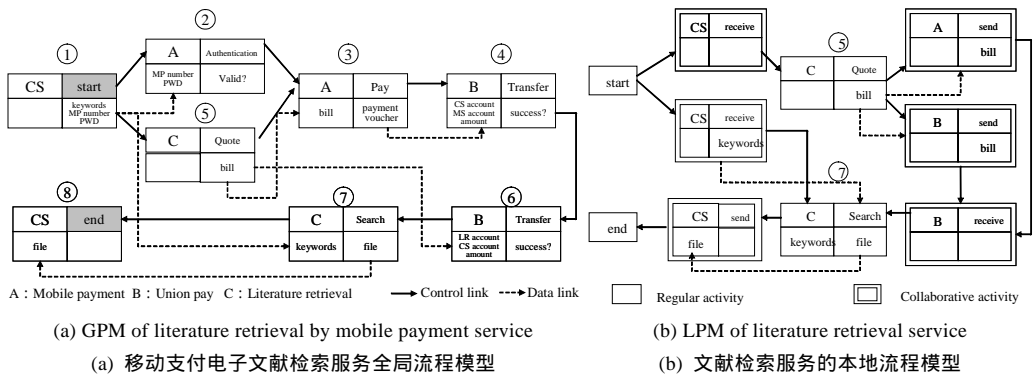 ①
CS start
keywords
MP number
PWD
②
A Authentication
MP number
PWD
Valid?
⑤
C Quote
bill
③
A Pay
bill
payment
voucher
④
B Transfer
CS account
MS account
amount
success?
⑧
CS end
file
⑦
C Search
keywords file
⑥
B Transfer
LR account
CS account
amount
success?
A：Mobile payment B：Union pay C：Literature retrieval Control link Data link
(a) GPM of literature retrieval by mobile payment service
(a) 移动支付电子文献检索服务全局流程模型
start
CS receive
CS receive
keywords
⑤
C Quote
bill
A send
bill
B send
bill
end
CS send
file
⑦
C Search
keywords file
B receive
Regular activity Collaborative activity
(b) LPM of literature retrieval service
(b) 文献检索服务的本地流程模型